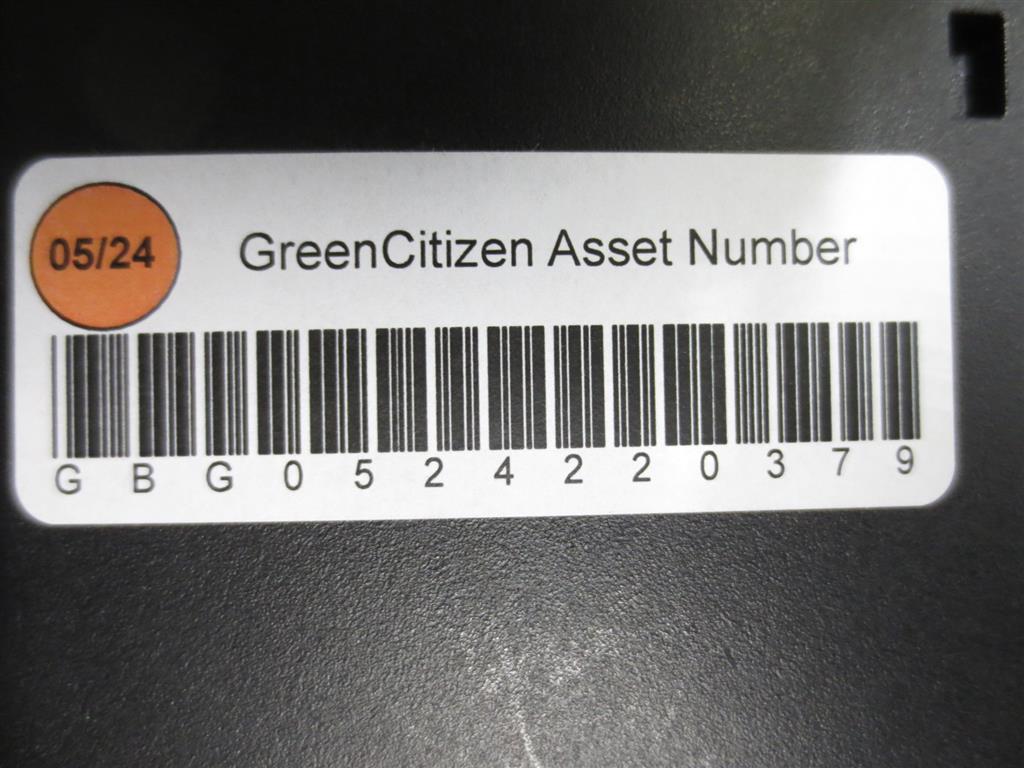 05/24
GreenCitizen Asset Number
G B G 0 5 2 4 2 2 0 3 7 9